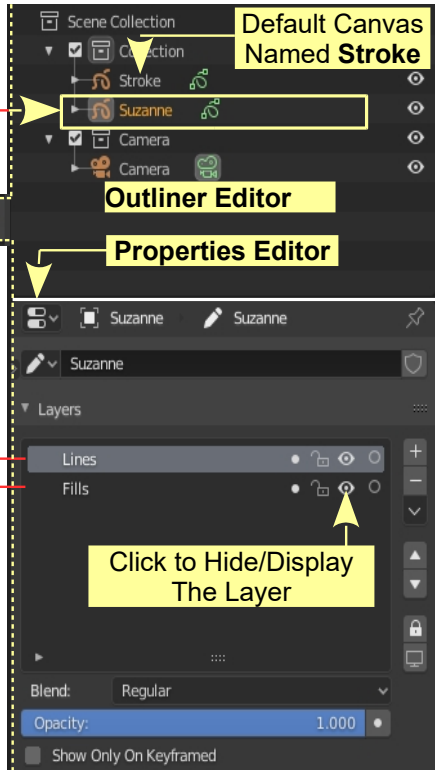 Scene Collection
Default Canvas
Named Stroke
Collection
Stroke
Suzanne
Camera
Camera
Outliner Editor
Properties Editor
Suzanne Suzanne
Suzanne
Layers
Lines
Fills
Click to Hide/Display
The Layer
Blend: Regular
Opacity: 1.000
Show Only On Keyframed